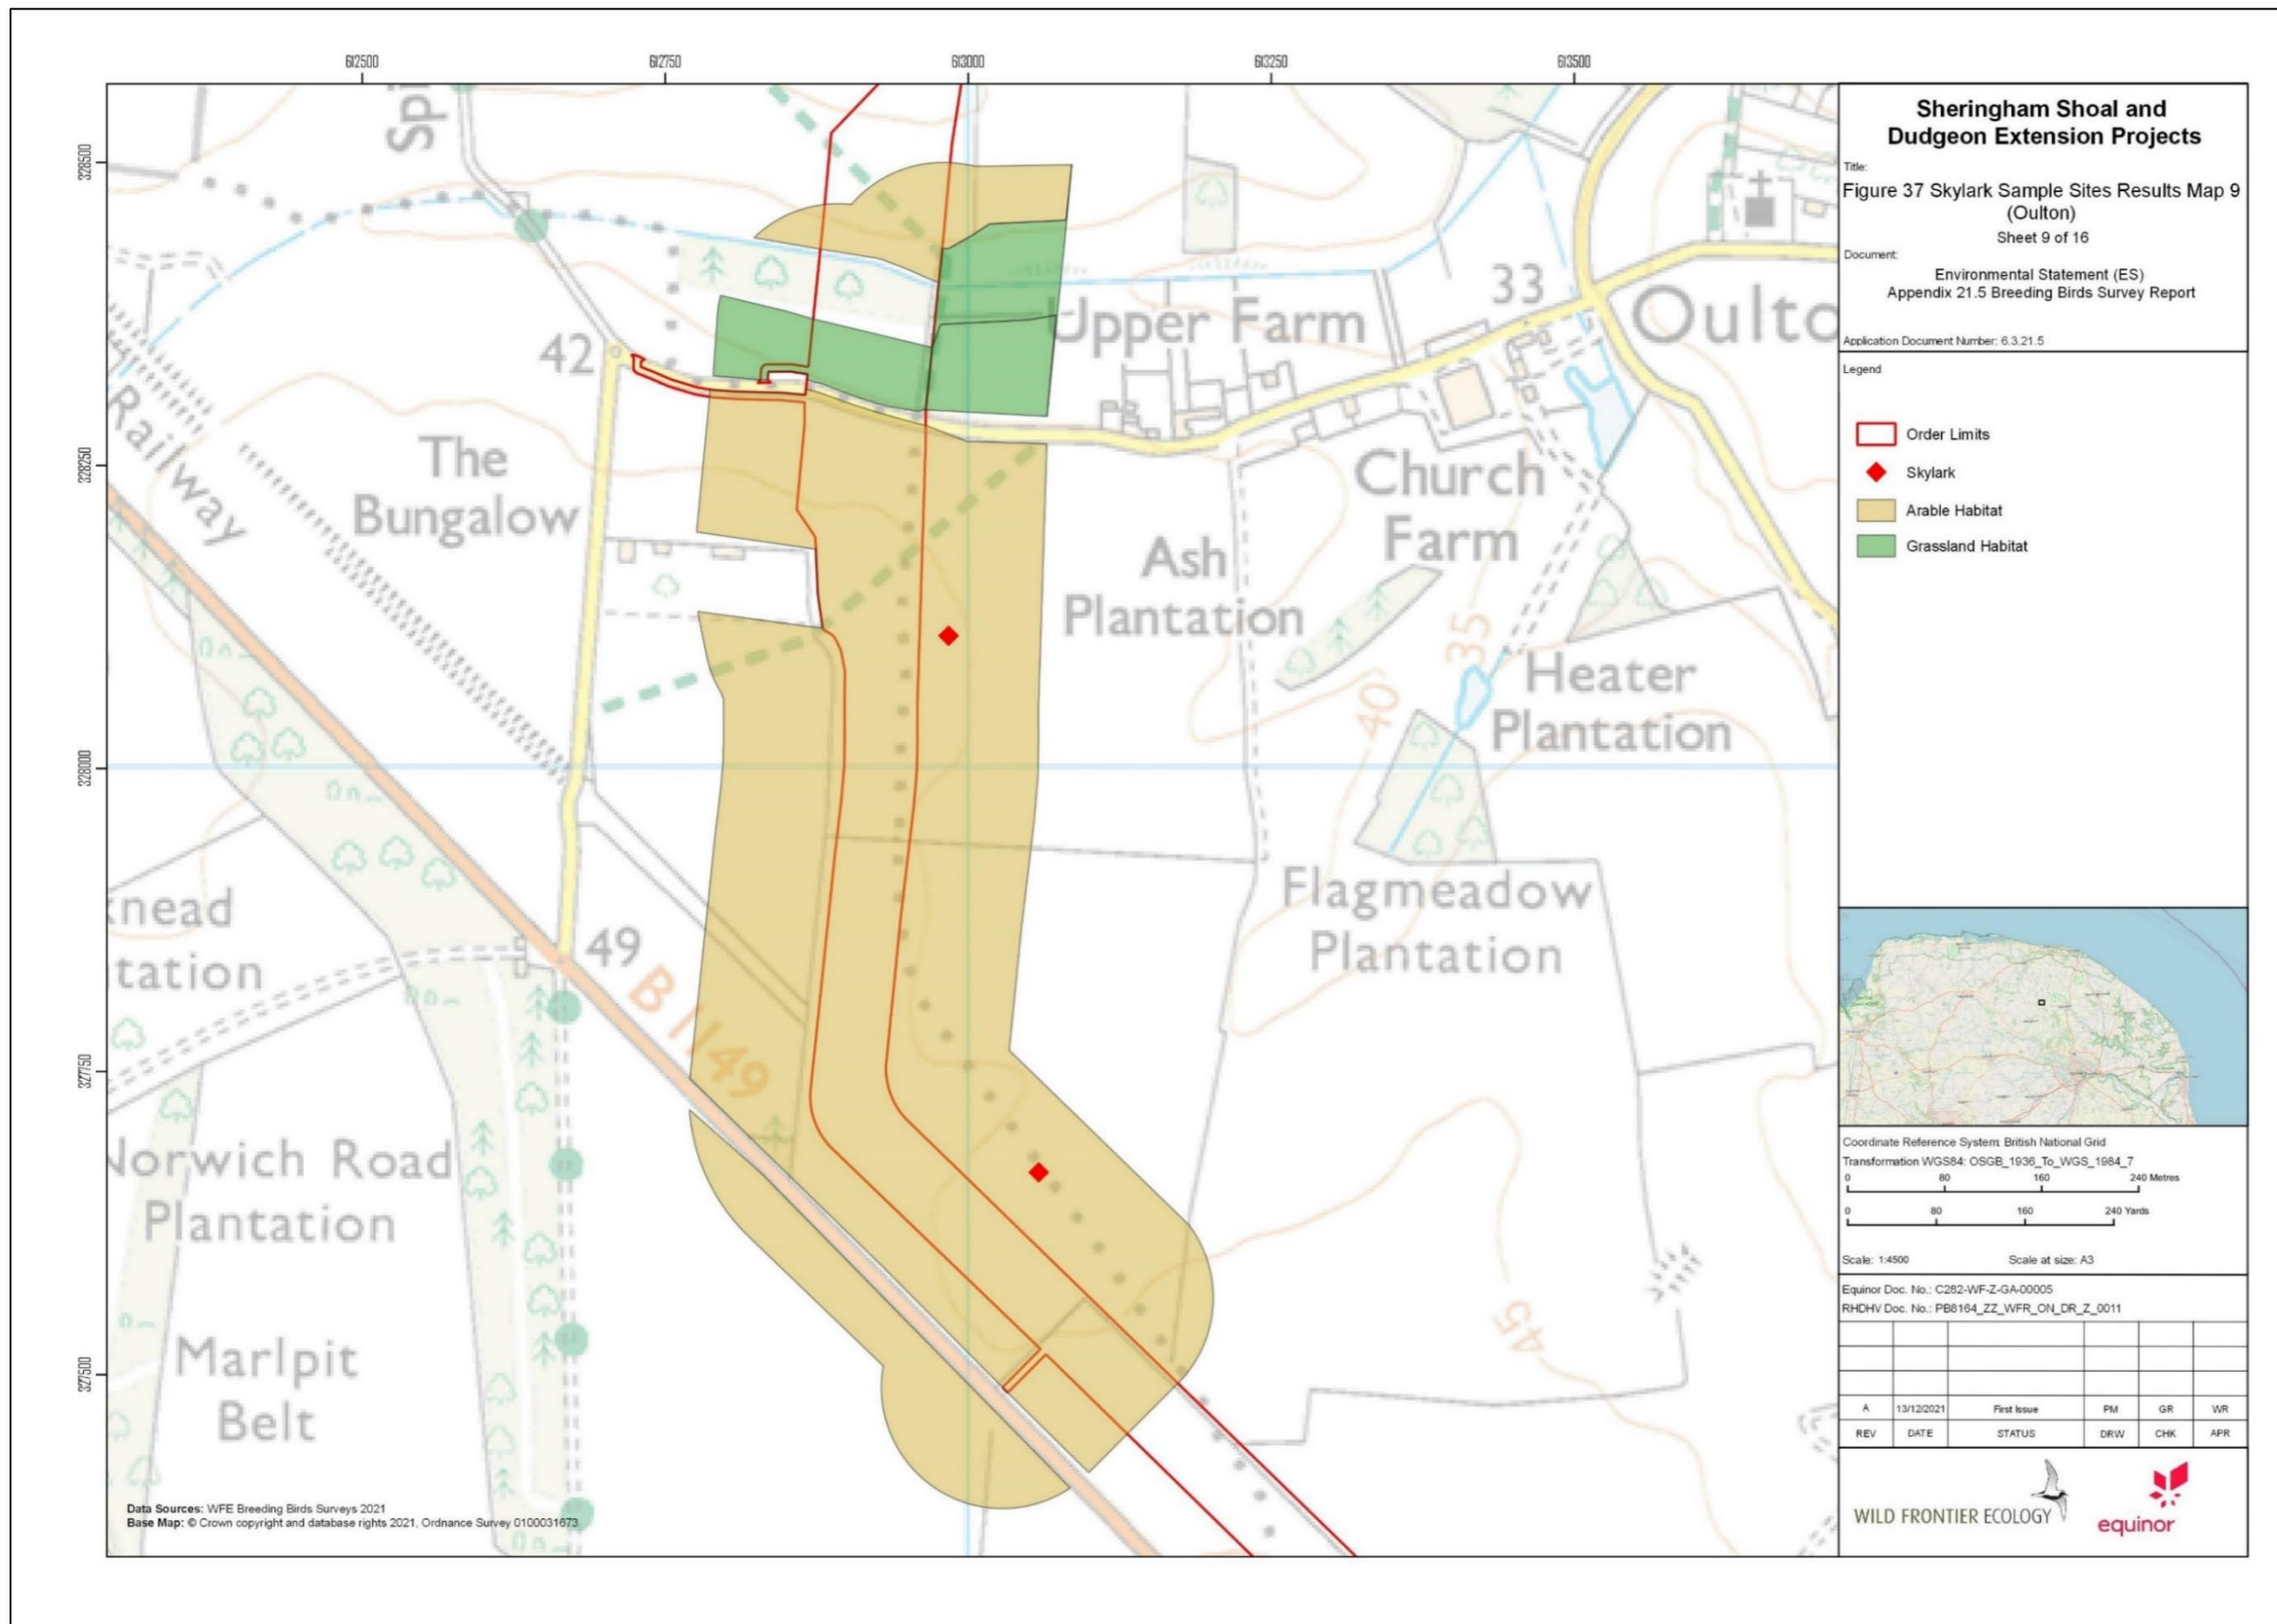 612500
612750
613000
613250
613500
328500
328250
328000
327750
327500
Spi
42
33
Upper Farm
Oulto
Railway
The
Bungalow
Church
Farm
Ash
Plantation
35
Heater
Plantation
40
Flagmeadow
Plantation
knead
tation
49
B1149
Norwich Road
Plantation
Marlpit
Belt
45
Data Sources: WFE Breeding Birds Surveys 2021
Base Map: © Crown copyright and database rights 2021, Ordnance Survey 0100031673
Sheringham Shoal and
Dudgeon Extension Projects
Title:
Figure 37 Skylark Sample Sites Results Map 9
(Oulton)
Sheet 9 of 16
Document:
Environmental Statement (ES)
Appendix 21.5 Breeding Birds Survey Report
Application Document Number: 6.3.21.5
Legend
Order Limits
Skylark
Arable Habitat
Grassland Habitat
Coordinate Reference System: British National Grid
Transformation WGS84: OSGB_1936_To_WGS_1984_7
0 80 160 240 Metres
0 80 160 240 Yards
Scale: 1:4500 Scale at size: A3
Equinor Doc. No.: C282-WF-Z-GA-00005
RHDHV Doc. No.: PB8164_ZZ_WFR_ON_DR_Z_0011
A 13/12/2021 First Issue PM GR WR
REV DATE STATUS DRW CHK APR
WILD FRONTIER ECOLOGY
equinor